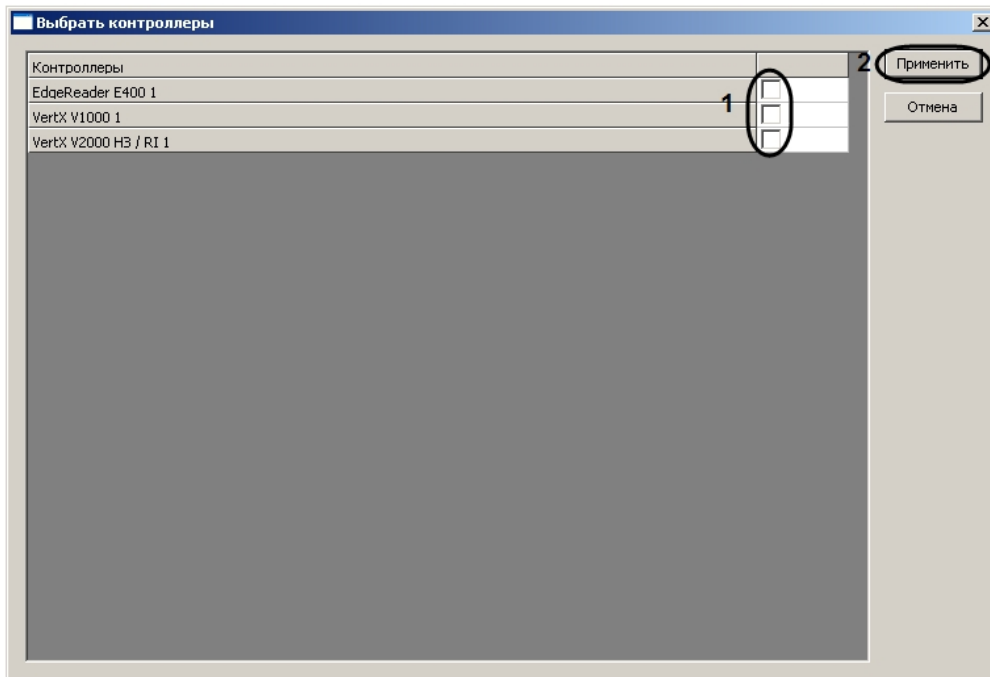 Выбрать контроллеры
Контроллеры
EdgeReader E400 1
VertX V1000 1
VertX V2000 H3 / RI 1
1
2
Применить
Отмена